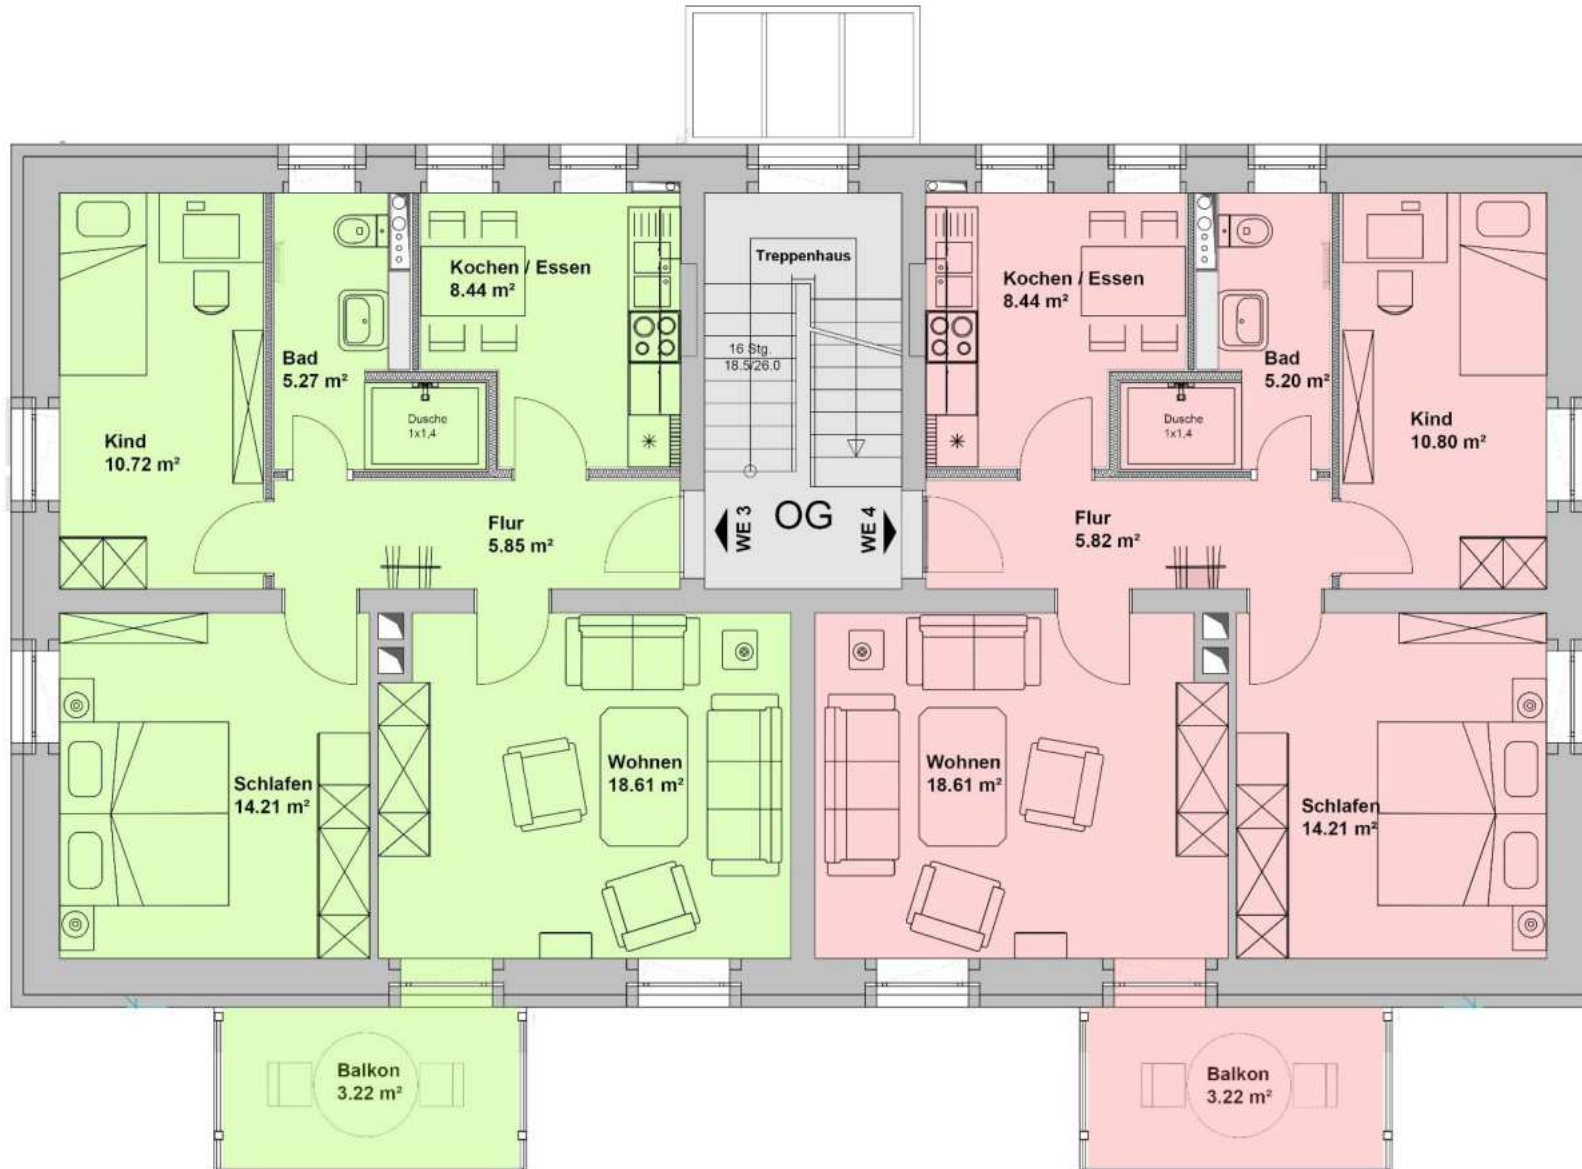 Treppenhaus
Kochen / Essen
8.44 m²
Kochen / Essen
8.44 m²
16 Stg.
18.5/26.0
Bad
5.27 m²
Bad
5.20 m²
Dusche
1x1,4
Dusche
1x1,4
Kind
10.72 m²
Kind
10.80 m²
Flur
5.85 m²
WE 3
OG
WE 4
Flur
5.82 m²
Schlafen
14.21 m²
Wohnen
18.61 m²
Wohnen
18.61 m²
Schlafen
14.21 m²
Balkon
3.22 m²
Balkon
3.22 m²